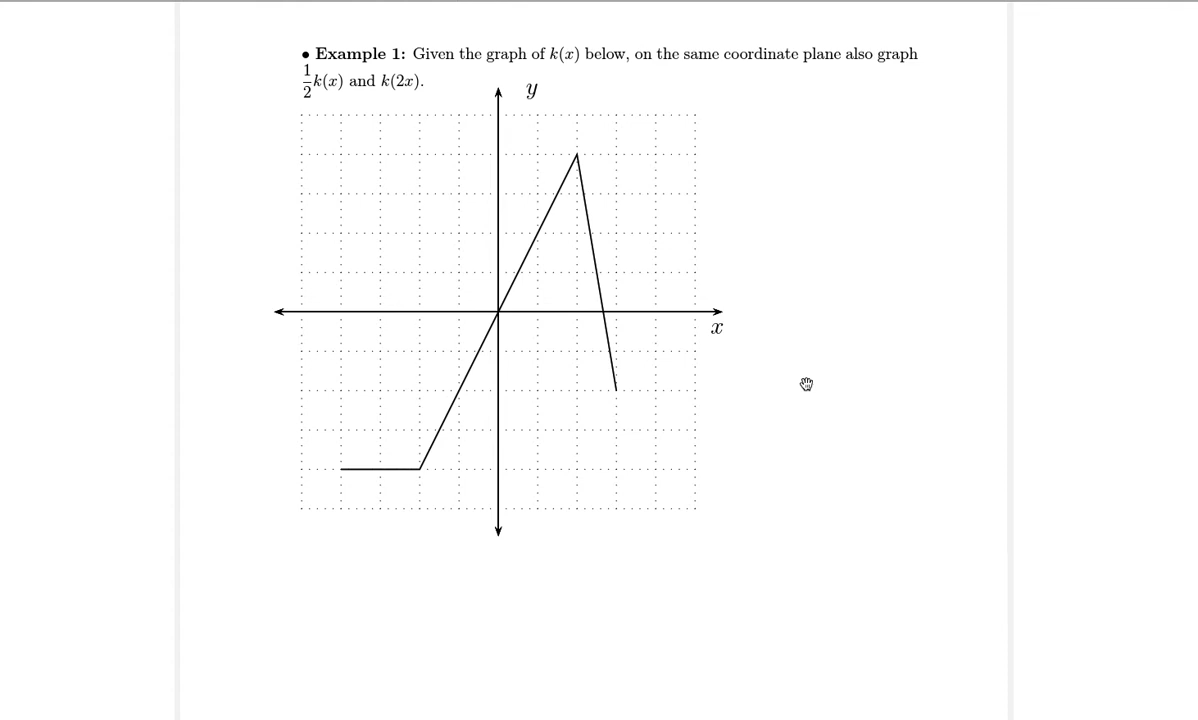 • Example 1: Given the graph of k(x) below, on the same coordinate plane also graph
1/2 k(x) and k(2x).
y
x